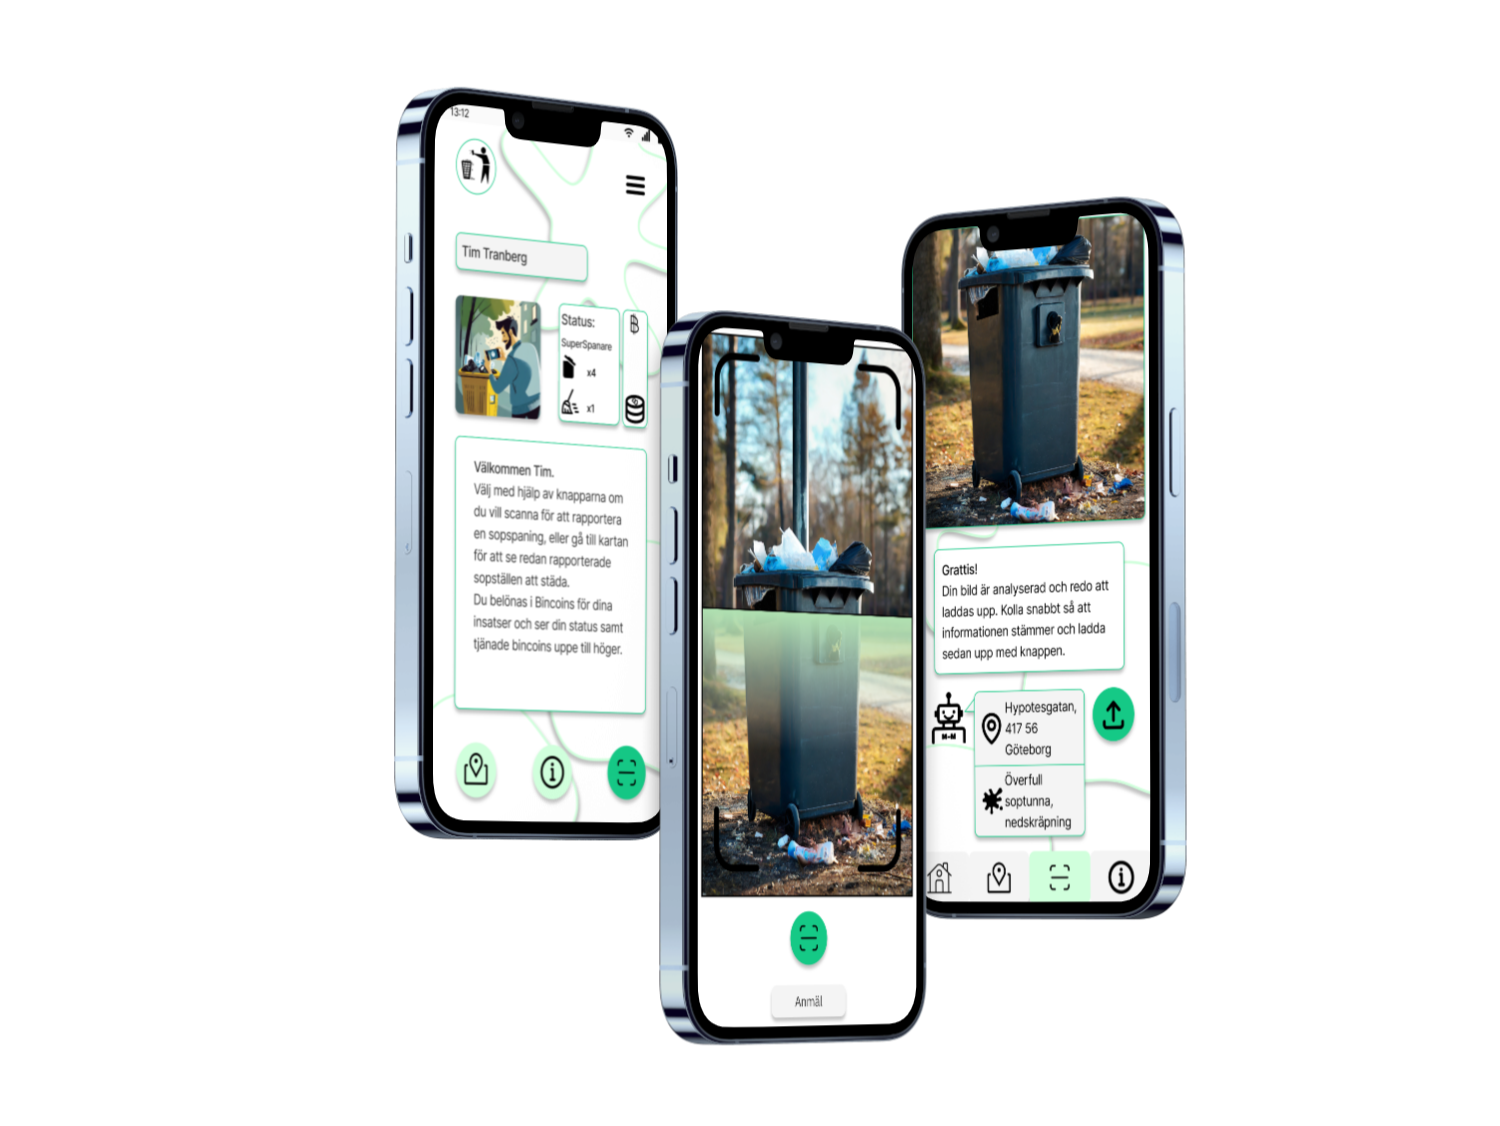 13:12
Tim Tranberg
Status:
SuperSpanare
x4
x1
Välkommen Tim.
Välj med hjälp av knapparna om
du vill scanna för att rapportera
en sopspaning, eller gå till kartan
för att se redan rapporterade
sopställen att städa.
Du belönas i Bincoins för dina
insatser och ser din status samt
tjänade bincoins uppe till höger.
Anmäl
Grattis!
Din bild är analyserad och redo att
laddas upp. Kolla snabbt så att
informationen stämmer och ladda
sedan upp med knappen.
Hypotesgatan,
417 56
Göteborg
Överfull
soptunna,
nedskräpning